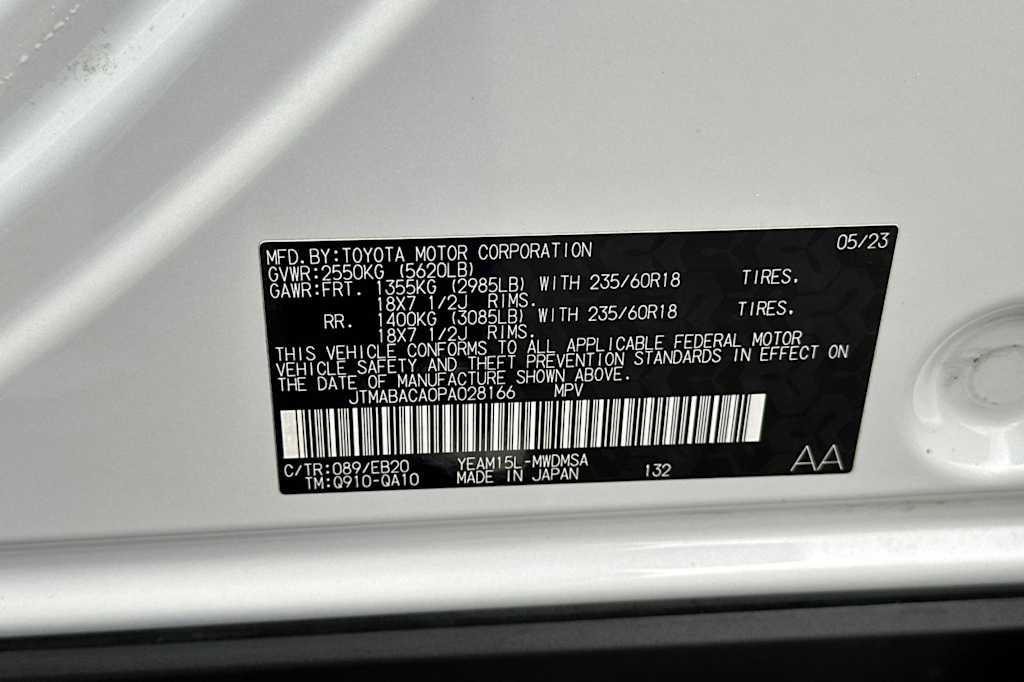 MFD.BY:TOYOTA MOTOR CORPORATION 05/23
GVWR:2550KG (5620LB)
GAWR:FRT. 1355KG (2985LB) WITH 235/60R18 TIRES.
18X7 1/2J RIMS.
RR. 1400KG (3085LB) WITH 235/60R18 TIRES.
18X7 1/2J RIMS.
THIS VEHICLE CONFORMS TO ALL APPLICABLE FEDERAL MOTOR
VEHICLE SAFETY AND THEFT PREVENTION STANDARDS IN EFFECT ON
THE DATE OF MANUFACTURE SHOWN ABOVE.
JTMABACA0PA028166 MPV
C/TR:089/EB20 YEAM15L-MWDMSA 132 AA
TM:Q910-QA10 MADE IN JAPAN